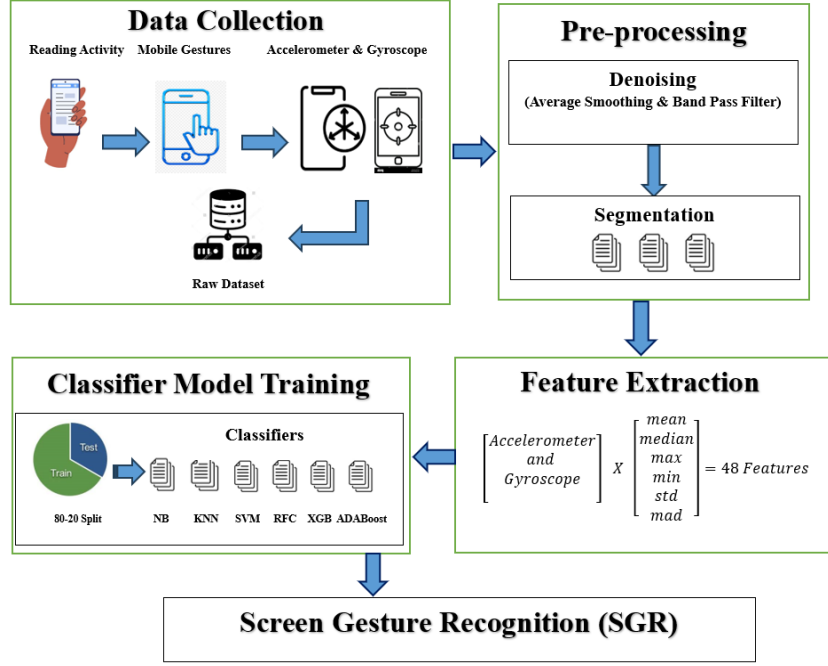 Data Collection
Reading Activity
Mobile Gestures
Accelerometer & Gyroscope
Raw Dataset
Pre-processing
Denoising
(Average Smoothing & Band Pass Filter)
Segmentation
Feature Extraction
[Accelerometer
and
Gyroscope] X [mean
median
max
min
std
mad] = 48 Features
Classifier Model Training
Classifiers
Test
Train
80-20 Split
NB KNN SVM RFC XGB ADABoost
Screen Gesture Recognition (SGR)